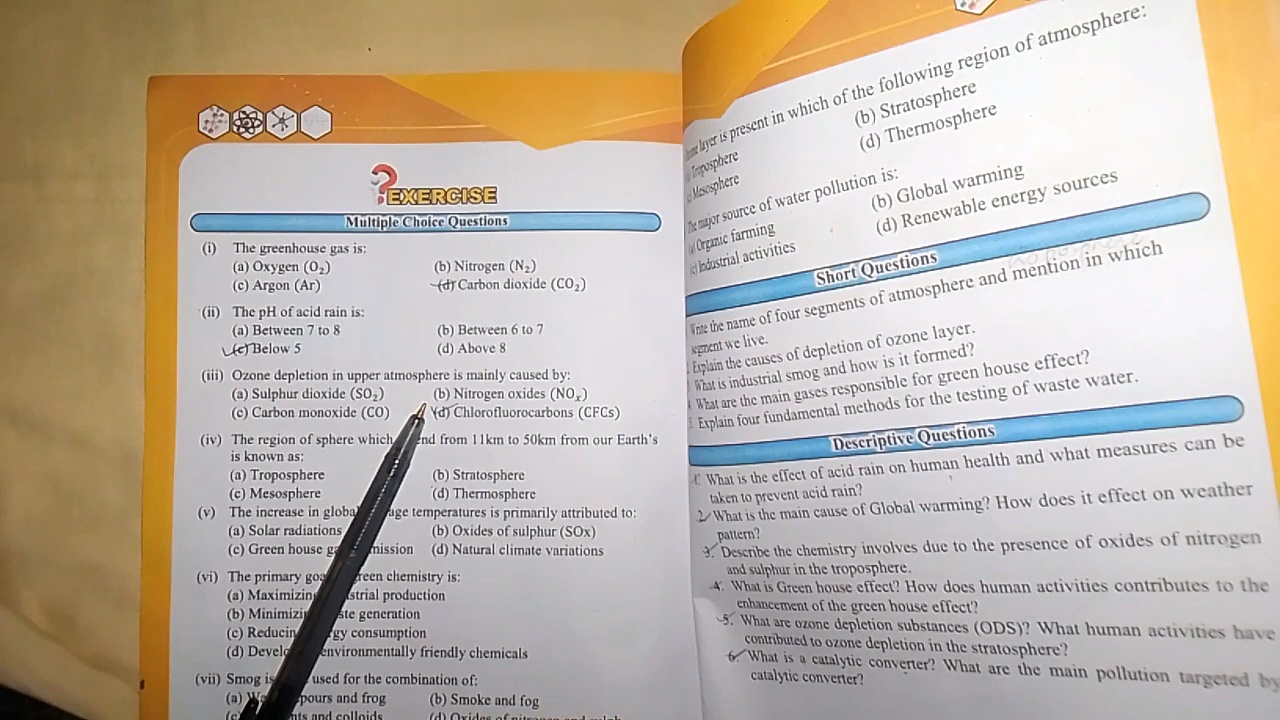 EXERCISE
Multiple Choice Questions
(i) The greenhouse gas is:
(a) Oxygen (O₂) (b) Nitrogen (N₂)
(c) Argon (Ar) (d) Carbon dioxide (CO₂)
(ii) The pH of acid rain is:
(a) Between 7 to 8 (b) Between 6 to 7
(c) Below 5 (d) Above 8
(iii) Ozone depletion in upper atmosphere is mainly caused by:
(a) Sulphur dioxide (SO₂) (b) Nitrogen oxides (NOₓ)
(c) Carbon monoxide (CO) (d) Chlorofluorocarbons (CFCs)
(iv) The region of sphere which from 11km to 50km from our Earth's
is known as:
(a) Troposphere (b) Stratosphere
(c) Mesosphere (d) Thermosphere
(v) The increase in temperatures is primarily attributed to:
(a) Solar radiations (b) Oxides of sulphur (SOx)
(c) Green house (d) Natural climate variations
(vi) The primary green chemistry is:
(a) production
(b) generation
(c) consumption
(d) environmentally friendly chemicals
(vii) Smog is used for the combination of:
(a) and frog (b) Smoke and fog
and colloids (d) Oxides of nitrogen and
layer is present in which of the following region of atmosphere:
Troposphere (b) Stratosphere
Mesosphere (d) Thermosphere
The major source of water pollution is:
(a) Organic farming (b) Global warming
(c) Industrial activities (d) Renewable energy sources
Short Questions
Write the name of four segments of atmosphere and mention in which
segment we live.
Explain the causes of depletion of ozone layer.
What is industrial smog and how is it formed?
What are the main gases responsible for green house effect?
5. Explain four fundamental methods for the testing of waste water.
Descriptive Questions
1. What is the effect of acid rain on human health and what measures can be
taken to prevent acid rain?
2. What is the main cause of Global warming? How does it effect on weather
pattern?
3. Describe the chemistry involves due to the presence of oxides of nitrogen
and sulphur in the troposphere.
4. What is Green house effect? How does human activities contributes to the
enhancement of the green house effect?
5. What are ozone depletion substances (ODS)? What human activities have
contributed to ozone depletion in the stratosphere?
6. What is a catalytic converter? What are the main pollution targeted by
catalytic converter?